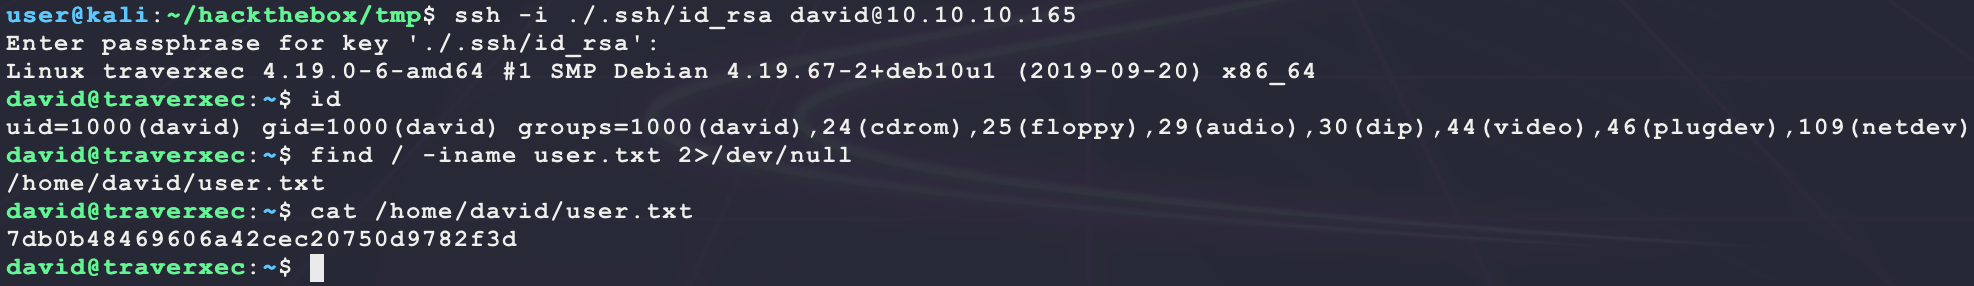 user@kali:~/hackthebox/tmp$ ssh -i ./.ssh/id_rsa david@10.10.10.165
Enter passphrase for key './.ssh/id_rsa':
Linux traverxec 4.19.0-6-amd64 #1 SMP Debian 4.19.67-2+deb10u1 (2019-09-20) x86_64
david@traverxec:~$ id
uid=1000(david) gid=1000(david) groups=1000(david),24(cdrom),25(floppy),29(audio),30(dip),44(video),46(plugdev),109(netdev)
david@traverxec:~$ find / -iname user.txt 2>/dev/null
/home/david/user.txt
david@traverxec:~$ cat /home/david/user.txt
7db0b48469606a42cec20750d9782f3d
david@traverxec:~$